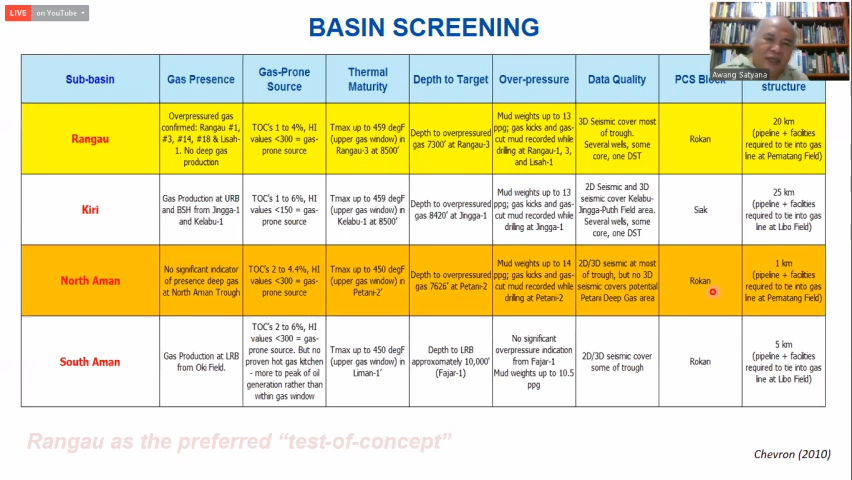 LIVE on YouTube
BASIN SCREENING
Awang Satyana
Sub-basin
Gas Presence
Gas-Prone
Source
Thermal
Maturity
Depth to Target
Over-pressure
Data Quality
PCS Block
structure
Rangau
Overpressured gas
confirmed: Rangau #1,
#3, #14, #18 & Lisah-
1. No deep gas
production
TOC's 1 to 4%, HI
values <300 = gas-
prone source
Tmax up to 459 degF
(upper gas window) in
Rangau-3 at 8500'
Depth to overpressured
gas 7300' at Rangau-3
Mud weights up to 13
ppg; gas kicks and gas-
cut mud recorded while
drilling at Rangau-1, 3,
and Lisah-1
3D Seismic cover most
of trough.
Several wells, some
core, one DST
Rokan
20 km
(pipeline + facilities
required to tie into gas
line at Pematang Field)
Kiri
Gas Production at URB
and BSH from Jingga-1
and Kelabu-1
TOC's 1 to 6%, HI
values <150 = gas-
prone source
Tmax up to 459 degF
(upper gas window) in
Kelabu-1 at 8500'
Depth to overpressured
gas 8420' at Jingga-1
Mud weights up to 13
ppg; gas kicks and gas-
cut mud recorded while
drilling at Jingga-1
2D Seismic and 3D
seismic cover Kelabu-
Jingga-Puth Field area.
Several wells, some
core, one DST
Siak
25 km
(pipeline + facilities
required to tie into gas
line at Libo Field)
North Aman
No significant indicator
of presence deep gas
at North Aman Trough
TOC's 2 to 4.4%, HI
values <300 = gas-
prone source
Tmax up to 450 degF
(upper gas window) in
Petani-2'
Depth to overpressured
gas 7626' at Petani-2
Mud weights up to 14
ppg; gas kicks and gas-
cut mud recorded while
drilling at Petani-2
2D/3D seismic at most
of trough, but no 3D
seismic covers potential
Petani Deep Gas area
Rokan
1 km
(pipeline + facilities
required to tie into gas
line at Pematang Field)
South Aman
Gas Production at LRB
from Oki Field.
TOC's 2 to 6%, HI
values <300 = gas-
prone source. But no
proven hot gas kitchen
- more to peak of oil
generation rather than
within gas window
Tmax up to 450 degF
(upper gas window) in
Liman-1'
Depth to LRB
approxomately 10,000'
(Fajar-1)
No significant
overpressure indication
from Fajar-1
Mud weights up to 10.5
ppg
2D/3D seismic cover
some of trough
Rokan
5 km
(pipeline + facilities
required to tie into gas
line at Libo Field)
Rangau as the preferred “test-of-concept”
Chevron (2010)